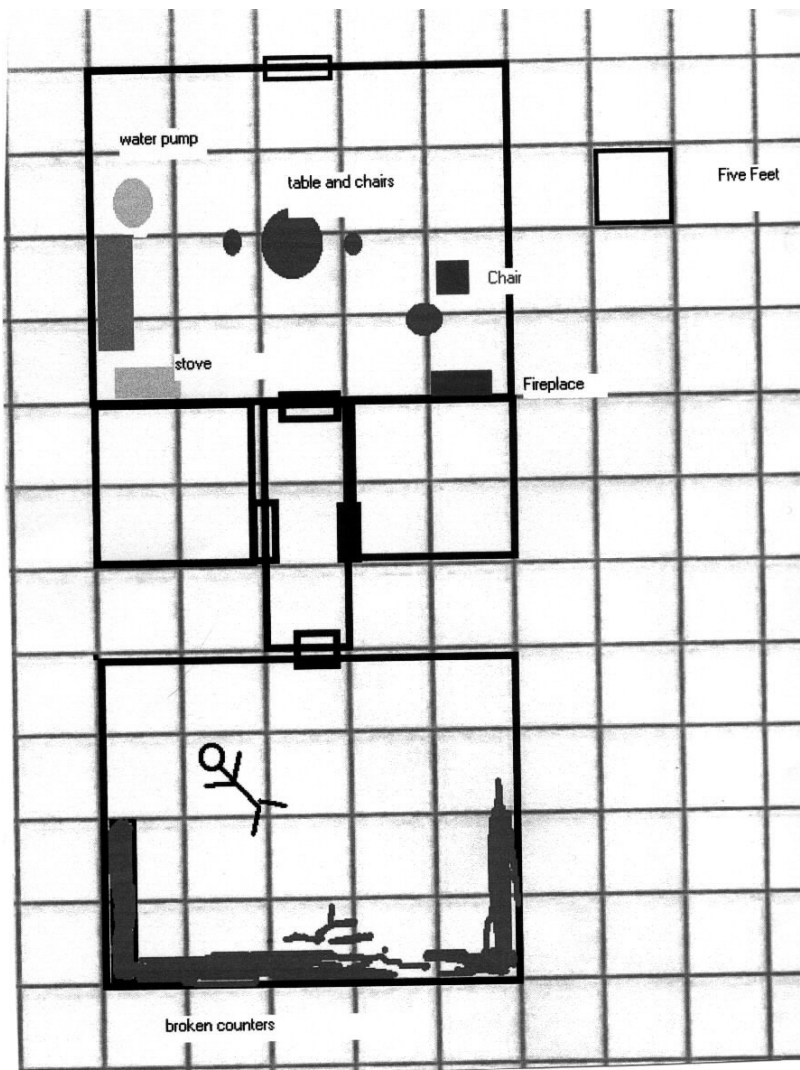 water pump
table and chairs
Five Feet
Chair
stove
Fireplace
broken counters